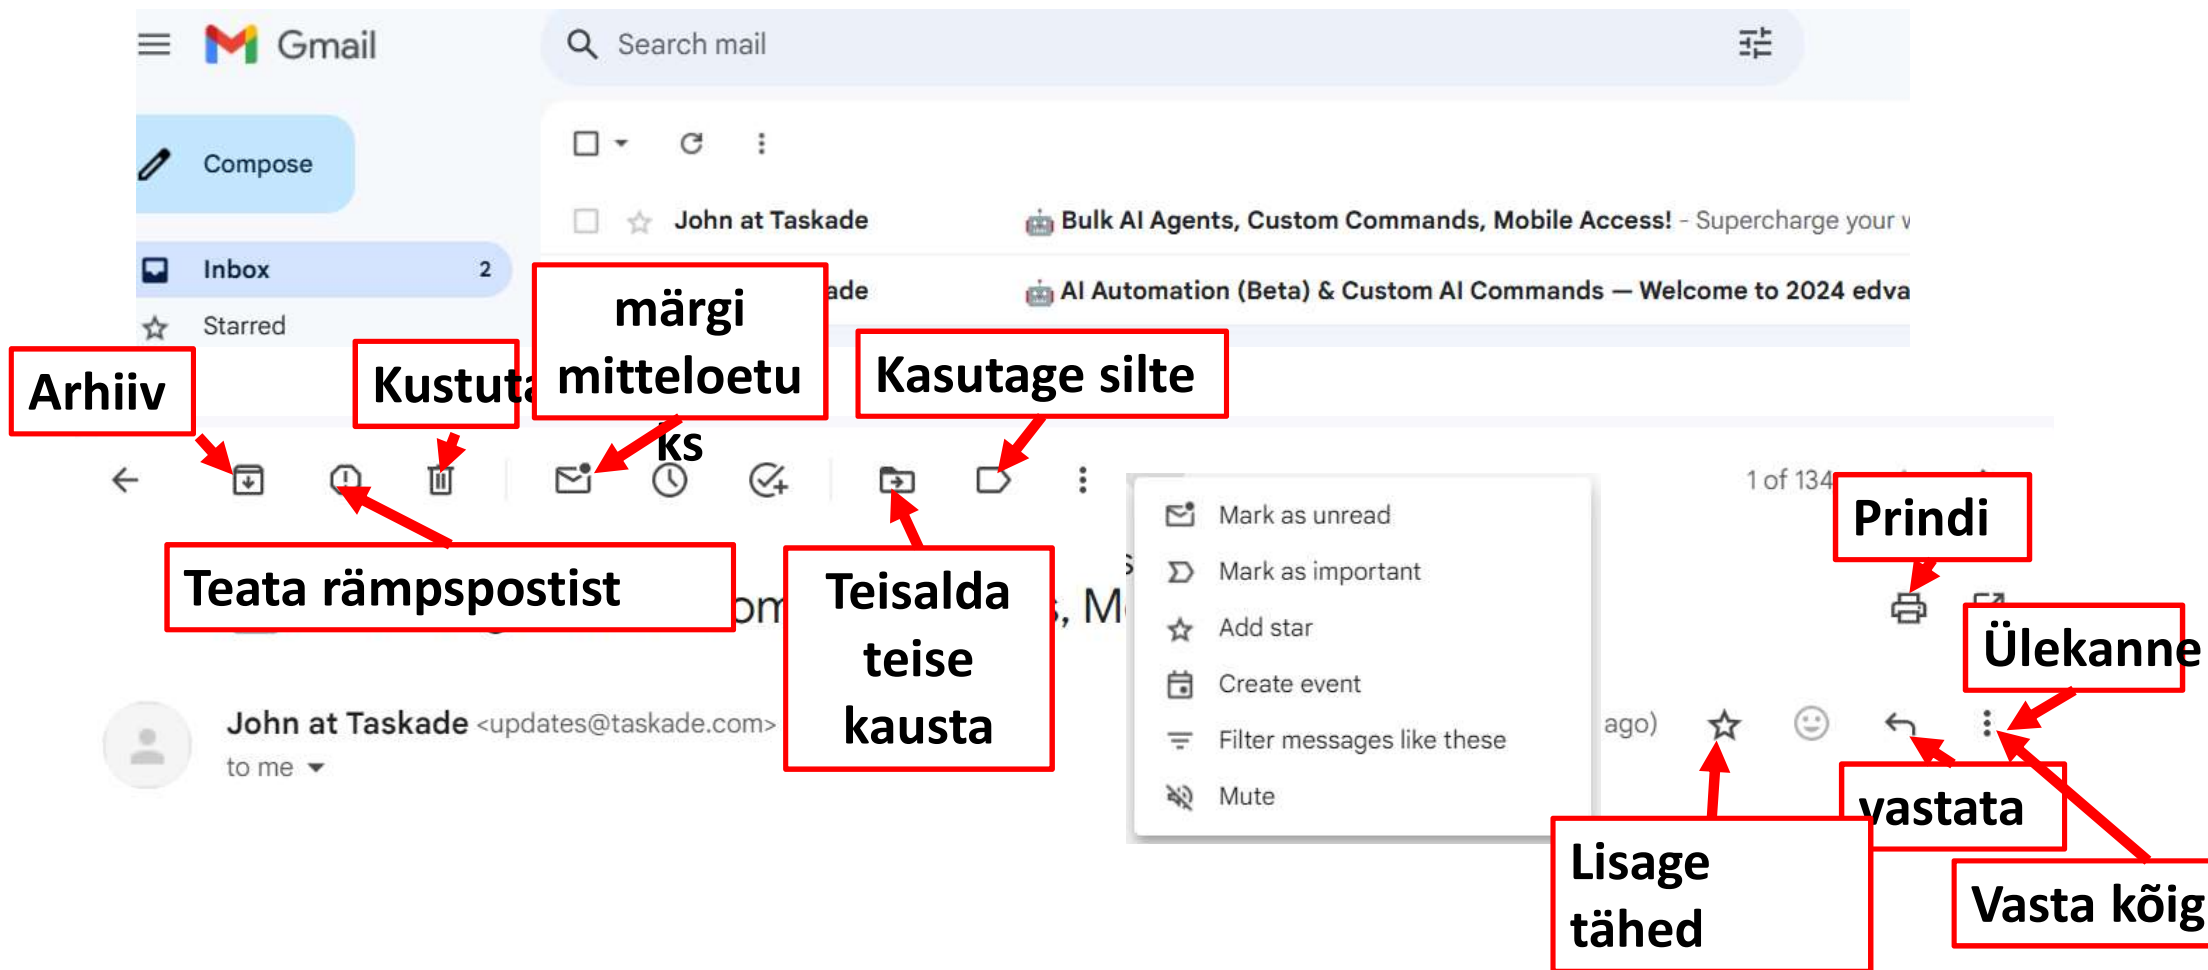 Gmail
Search mail
Compose
John at Taskade
Bulk AI Agents, Custom Commands, Mobile Access! - Supercharge your
Inbox 2
AI Automation (Beta) & Custom AI Commands — Welcome to 2024 edva
Starred
märgi
mitteloetu
ks
Kasutage silte
Arhiiv
Kustuta
1 of 134
Mark as unread
Prindi
Mark as important
Teata rämpspostist
Teisalda
teise
kausta
Add star
Ülekanne
Create event
John at Taskade <updates@taskade.com>
ago)
Filter messages like these
to me
Mute
vastata
Lisage
tähed
Vasta kõig